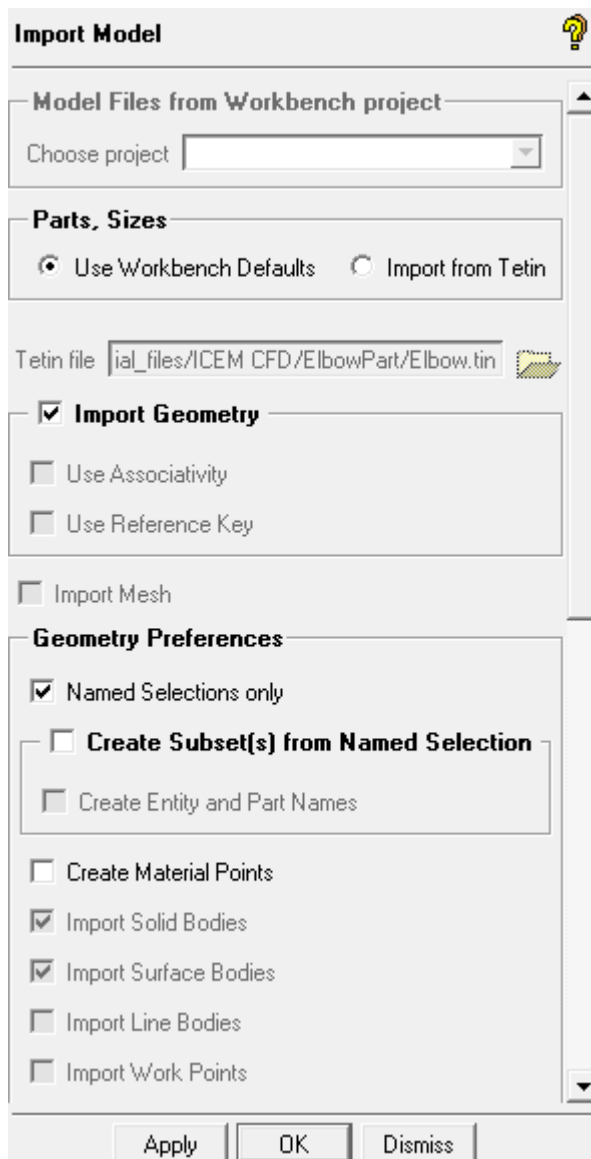 Import Model
Model Files from Workbench project
Choose project
Parts, Sizes
Use Workbench Defaults Import from Tetin
Tetin file ial_files/ICEM CFD/ElbowPart/Elbow.tin
Import Geometry
Use Associativity
Use Reference Key
Import Mesh
Geometry Preferences
Named Selections only
Create Subset(s) from Named Selection
Create Entity and Part Names
Create Material Points
Import Solid Bodies
Import Surface Bodies
Import Line Bodies
Import Work Points
Apply OK Dismiss